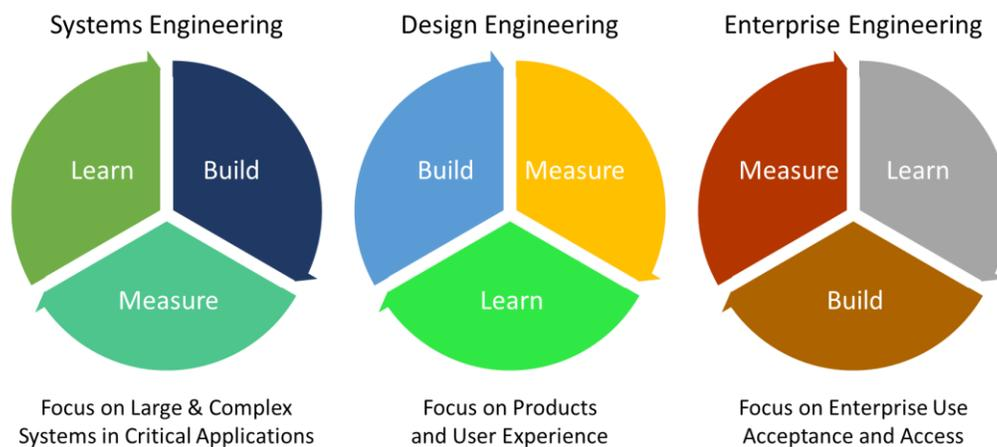 Systems Engineering
Learn
Build
Measure
Focus on Large & Complex
Systems in Critical Applications
Design Engineering
Build
Measure
Learn
Focus on Products
and User Experience
Enterprise Engineering
Measure
Learn
Build
Focus on Enterprise Use
Acceptance and Access